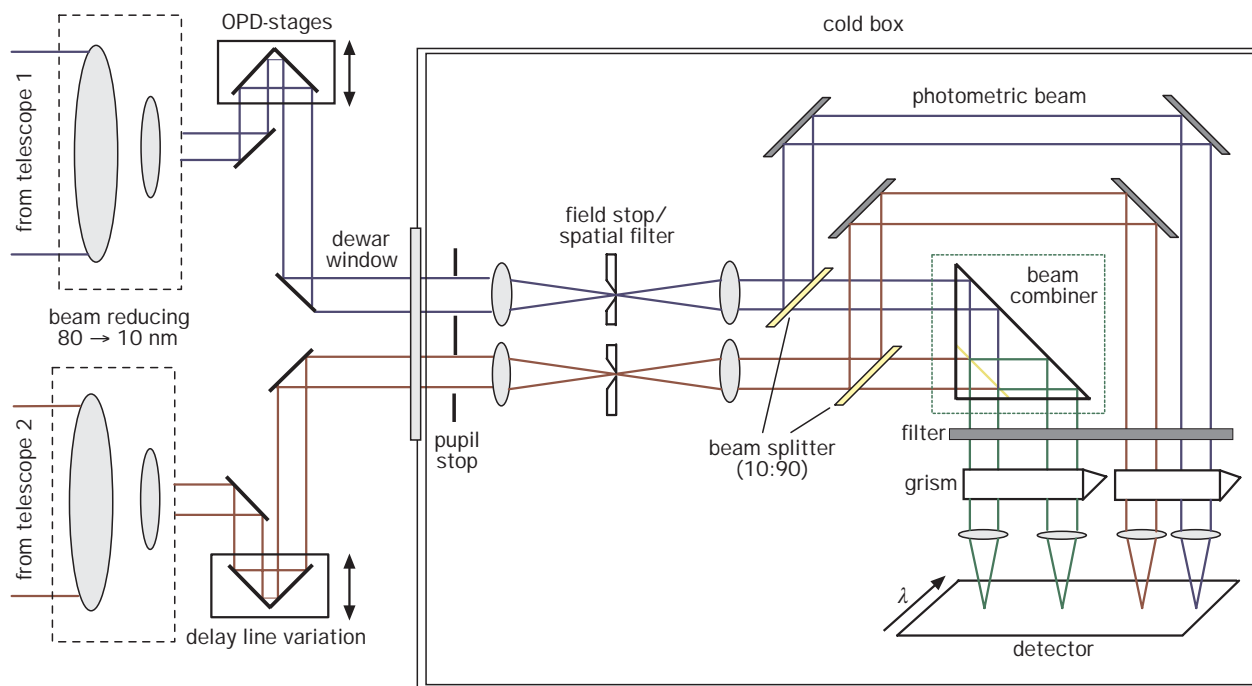 OPD-stages
cold box
from telescope 1
photometric beam
field stop/
spatial filter
dewar
window
beam
combiner
beam reducing
80 → 10 nm
from telescope 2
pupil
stop
beam splitter
(10:90)
filter
grism
λ
delay line variation
detector